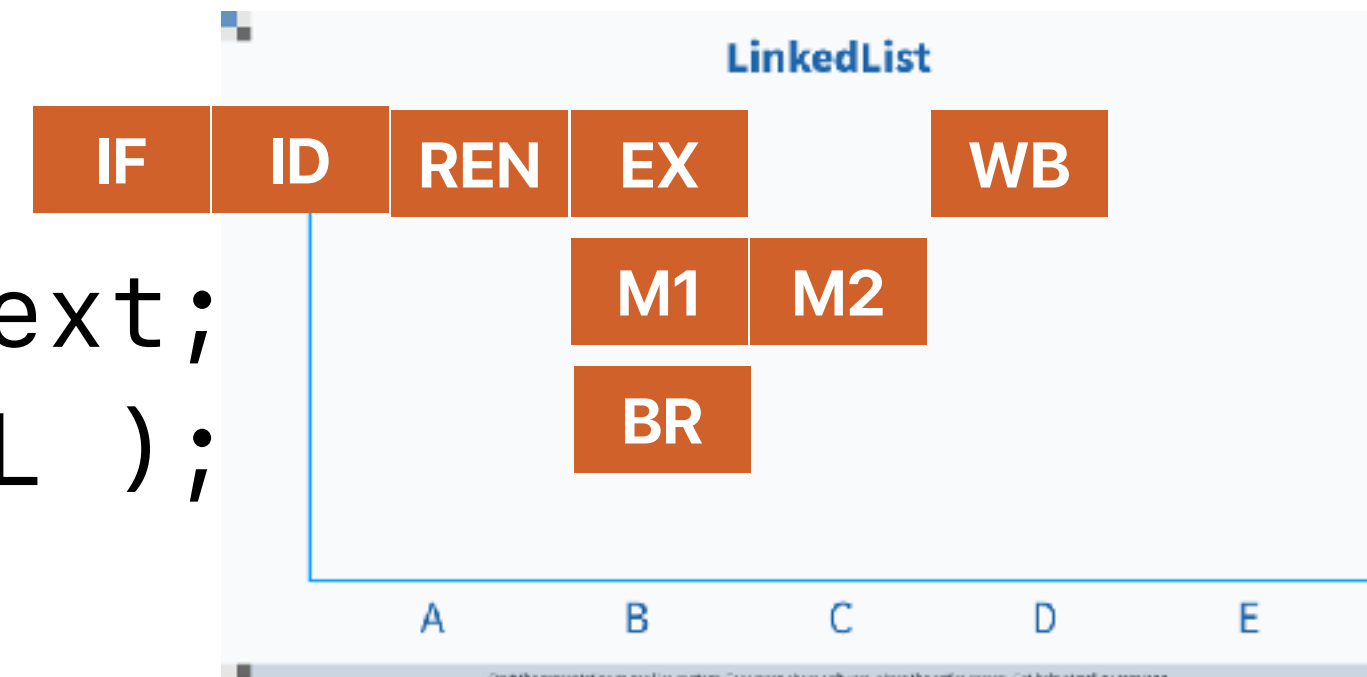 LinkedList
IF ID REN EX WB
M1 M2
ext;
BR
L );
A B C D E